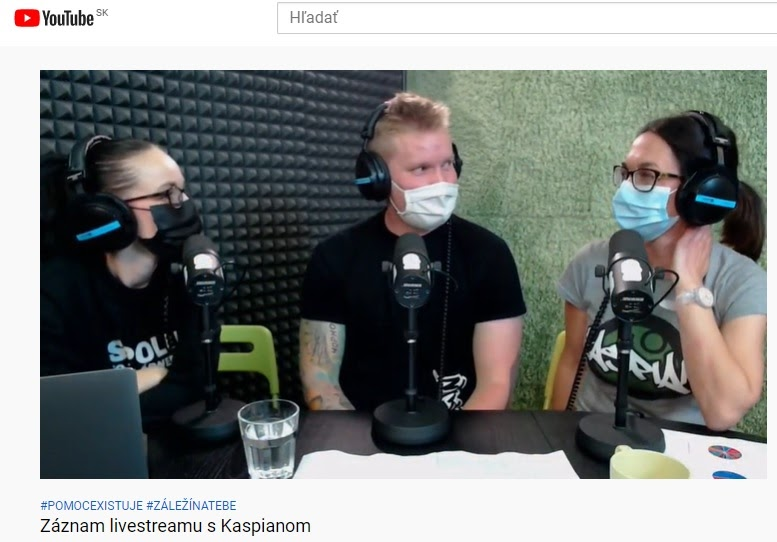 YouTube SK
Hľadať
#POMOCEXISTUJE #ZÁLEŽÍNATEBE
Záznam livestreamu s Kaspianom